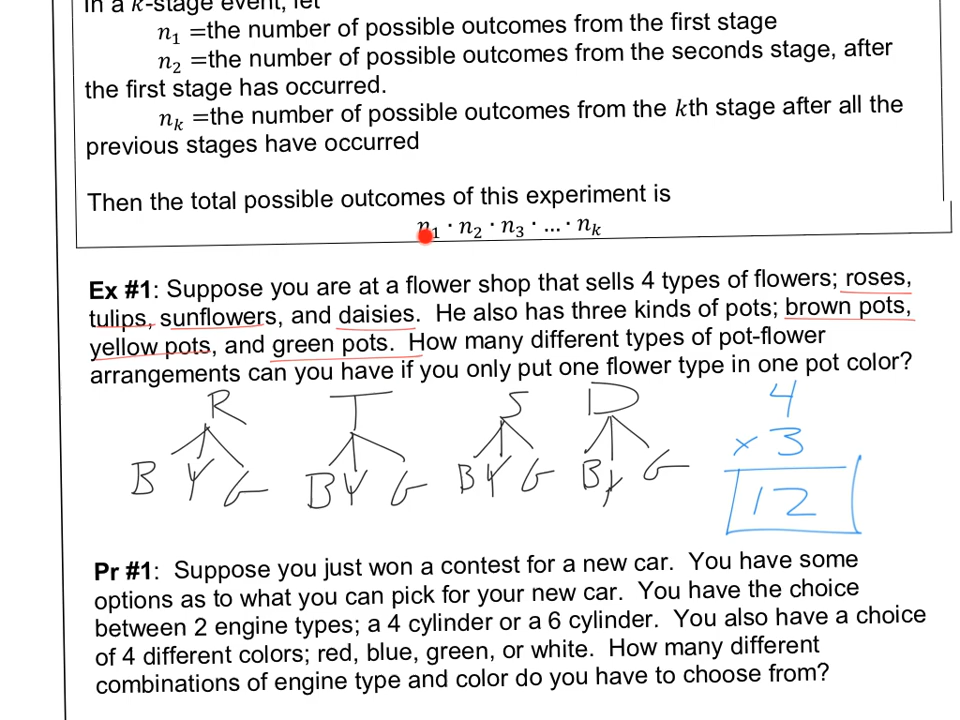 In a k-stage event, let
n₁ =the number of possible outcomes from the first stage
n₂ =the number of possible outcomes from the seconds stage, after
the first stage has occurred.
nₖ =the number of possible outcomes from the kth stage after all the
previous stages have occurred
Then the total possible outcomes of this experiment is
n₁ · n₂ · n₃ · ... · nₖ
Ex #1: Suppose you are at a flower shop that sells 4 types of flowers; roses,
tulips, sunflowers, and daisies. He also has three kinds of pots; brown pots,
yellow pots, and green pots. How many different types of pot-flower
arrangements can you have if you only put one flower type in one pot color?
R T S D 4
B Y G B Y G B Y G B Y G × 3
12
Pr #1: Suppose you just won a contest for a new car. You have some
options as to what you can pick for your new car. You have the choice
between 2 engine types; a 4 cylinder or a 6 cylinder. You also have a choice
of 4 different colors; red, blue, green, or white. How many different
combinations of engine type and color do you have to choose from?